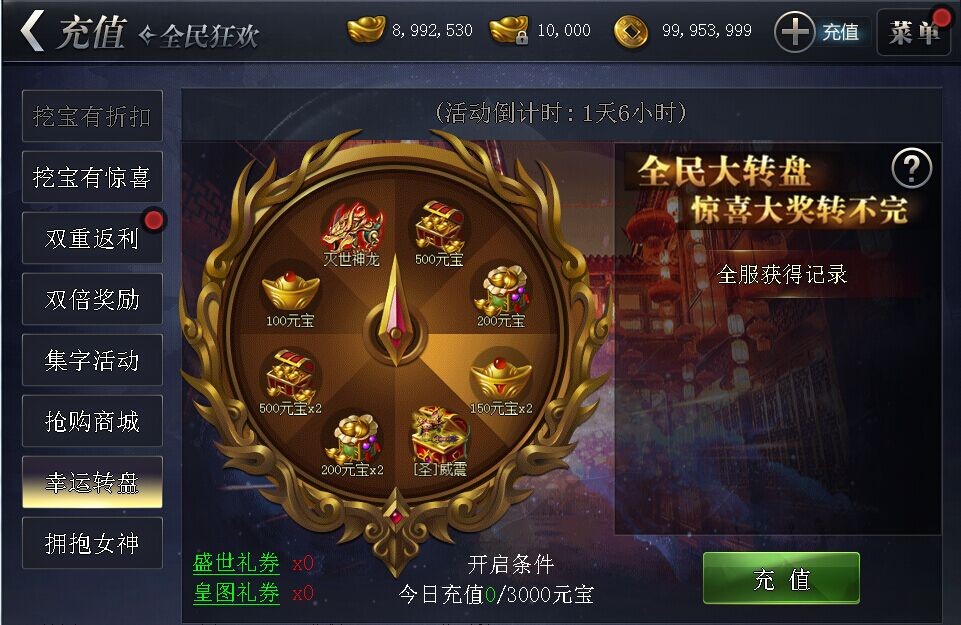 充值 全民狂欢
8,992,530
10,000
99,953,999
充值
菜单
挖宝有折扣
挖宝有惊喜
双重返利
双倍奖励
集字活动
抢购商城
幸运转盘
拥抱女神
(活动倒计时：1天6小时)
灭世神龙
500元宝
100元宝
200元宝
500元宝x2
150元宝x2
200元宝x2
[圣]威震
全民大转盘
惊喜大奖转不完
?
全服获得记录
盛世礼券 x0
皇图礼券 x0
开启条件
今日充值0/3000元宝
充 值